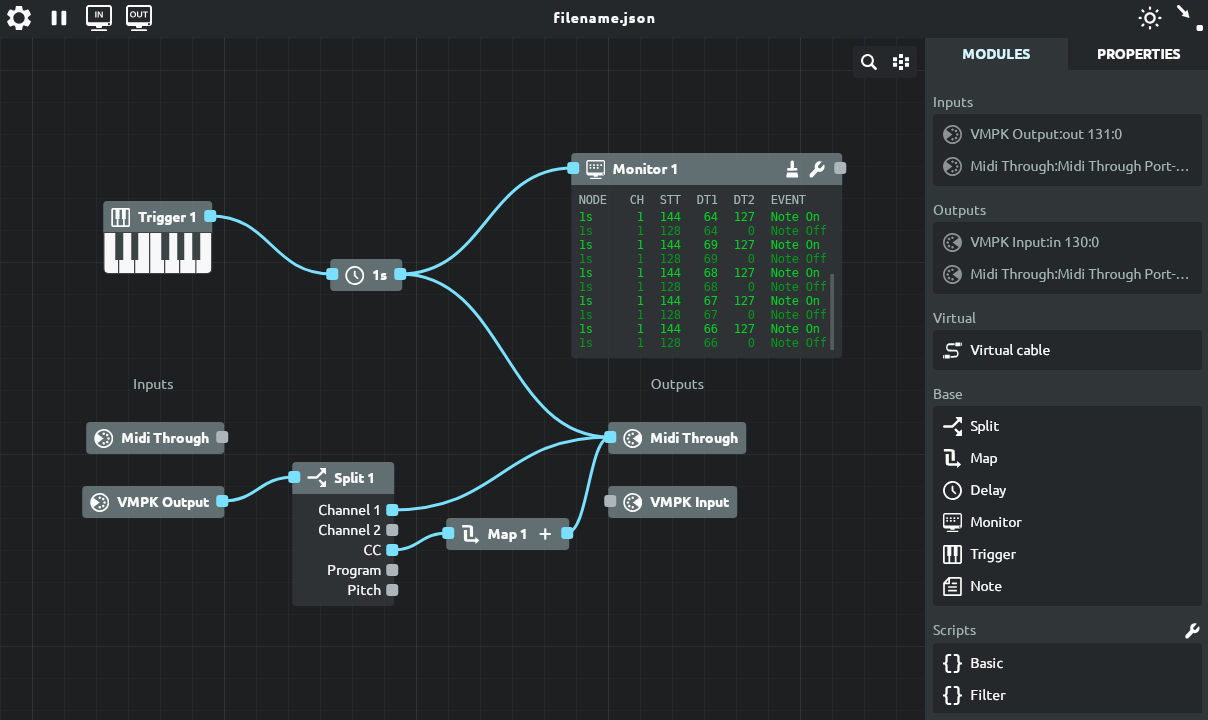 IN
OUT
filename.json
MODULES
PROPERTIES
Trigger 1
1s
Monitor 1
NODE CH STT DT1 DT2 EVENT
1s 1 144 64 127 Note On
1s 1 128 64 0 Note Off
1s 1 144 69 127 Note On
1s 1 128 69 0 Note Off
1s 1 144 68 127 Note On
1s 1 128 68 0 Note Off
1s 1 144 67 127 Note On
1s 1 128 67 0 Note Off
1s 1 144 66 127 Note On
1s 1 128 66 0 Note Off
Inputs
Midi Through
VMPK Output
Split 1
Channel 1
Channel 2
CC
Program
Pitch
Map 1 +
Outputs
Midi Through
VMPK Input
Inputs
VMPK Output:out 131:0
Midi Through:Midi Through Port-...
Outputs
VMPK Input:in 130:0
Midi Through:Midi Through Port-...
Virtual
Virtual cable
Base
Split
Map
Delay
Monitor
Trigger
Note
Scripts
Basic
Filter